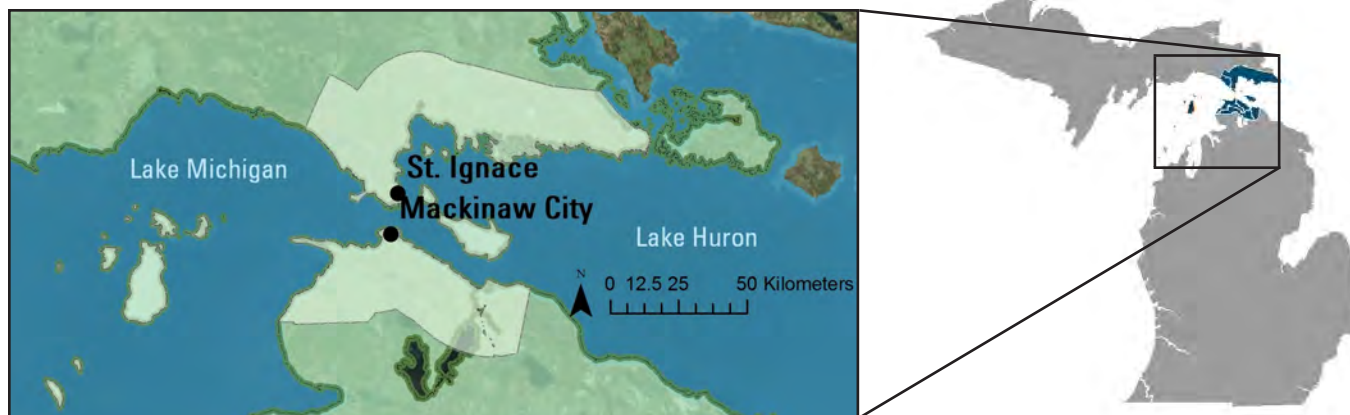 Lake Michigan
St. Ignace
Mackinaw City
Lake Huron
N
0 12.5 25 50 Kilometers